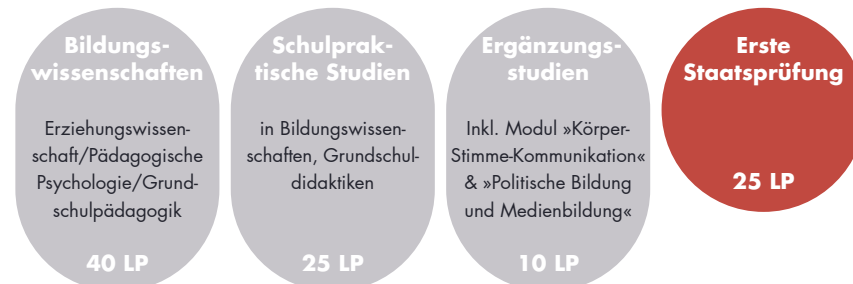 Bildungs-
wissenschaften
Erziehungswissen-
schaft/Pädagogische
Psychologie/Grund-
schulpädagogik
40 LP
Schulprak-
tische Studien
in Bildungswissen-
schaften, Grundschul-
didaktiken
25 LP
Ergänzungs-
studien
Inkl. Modul »Körper-
Stimme-Kommunikation«
& »Politische Bildung
und Medienbildung«
10 LP
Erste
Staatsprüfung
25 LP